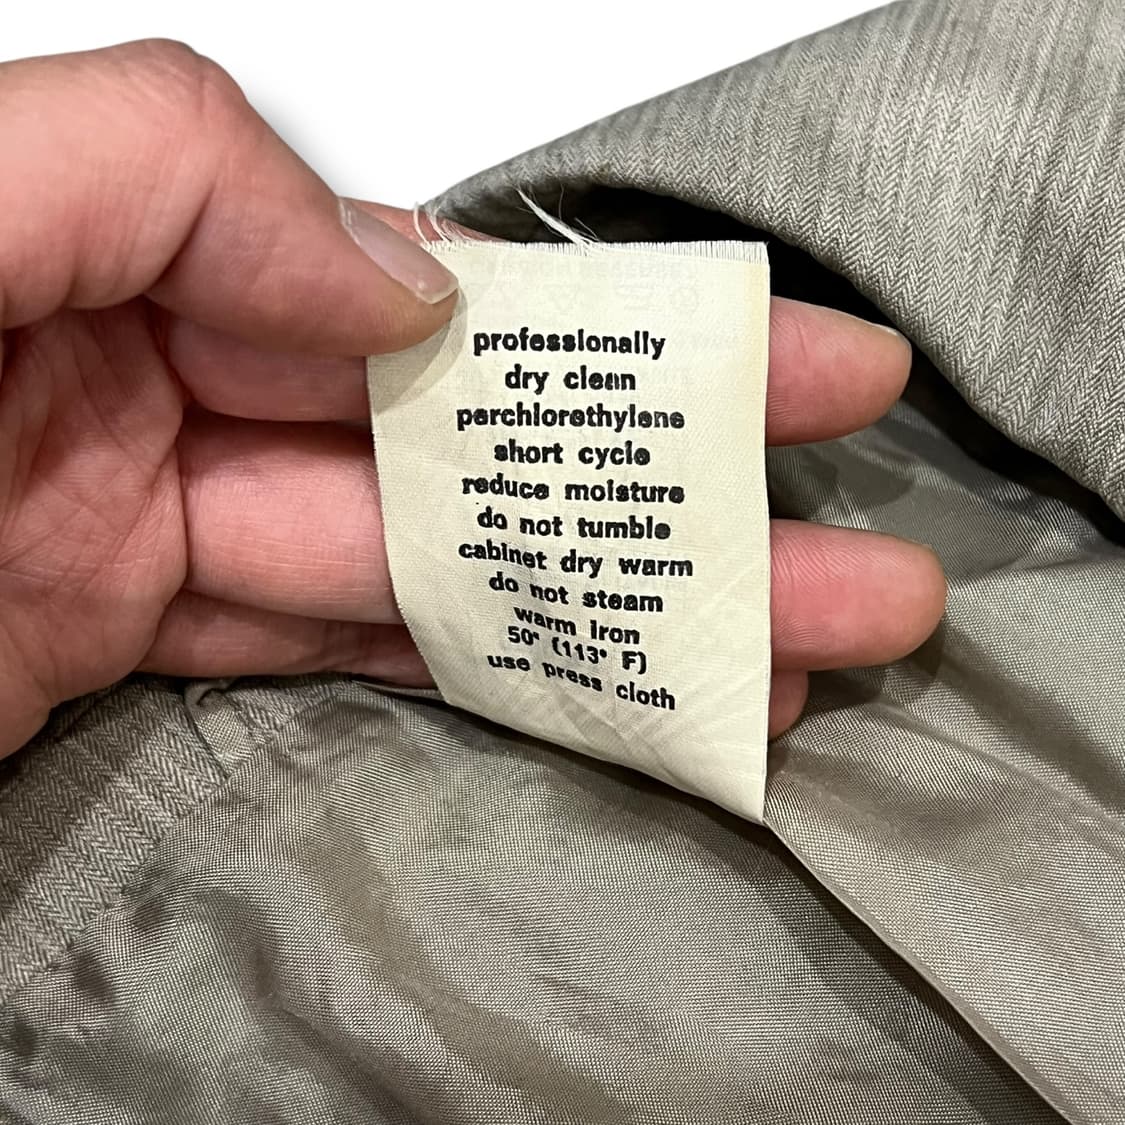 professionally
dry clean
perchlorethylene
short cycle
reduce moisture
do not tumble
cabinet dry warm
do not steam
warm iron
50° (113° F)
use press cloth